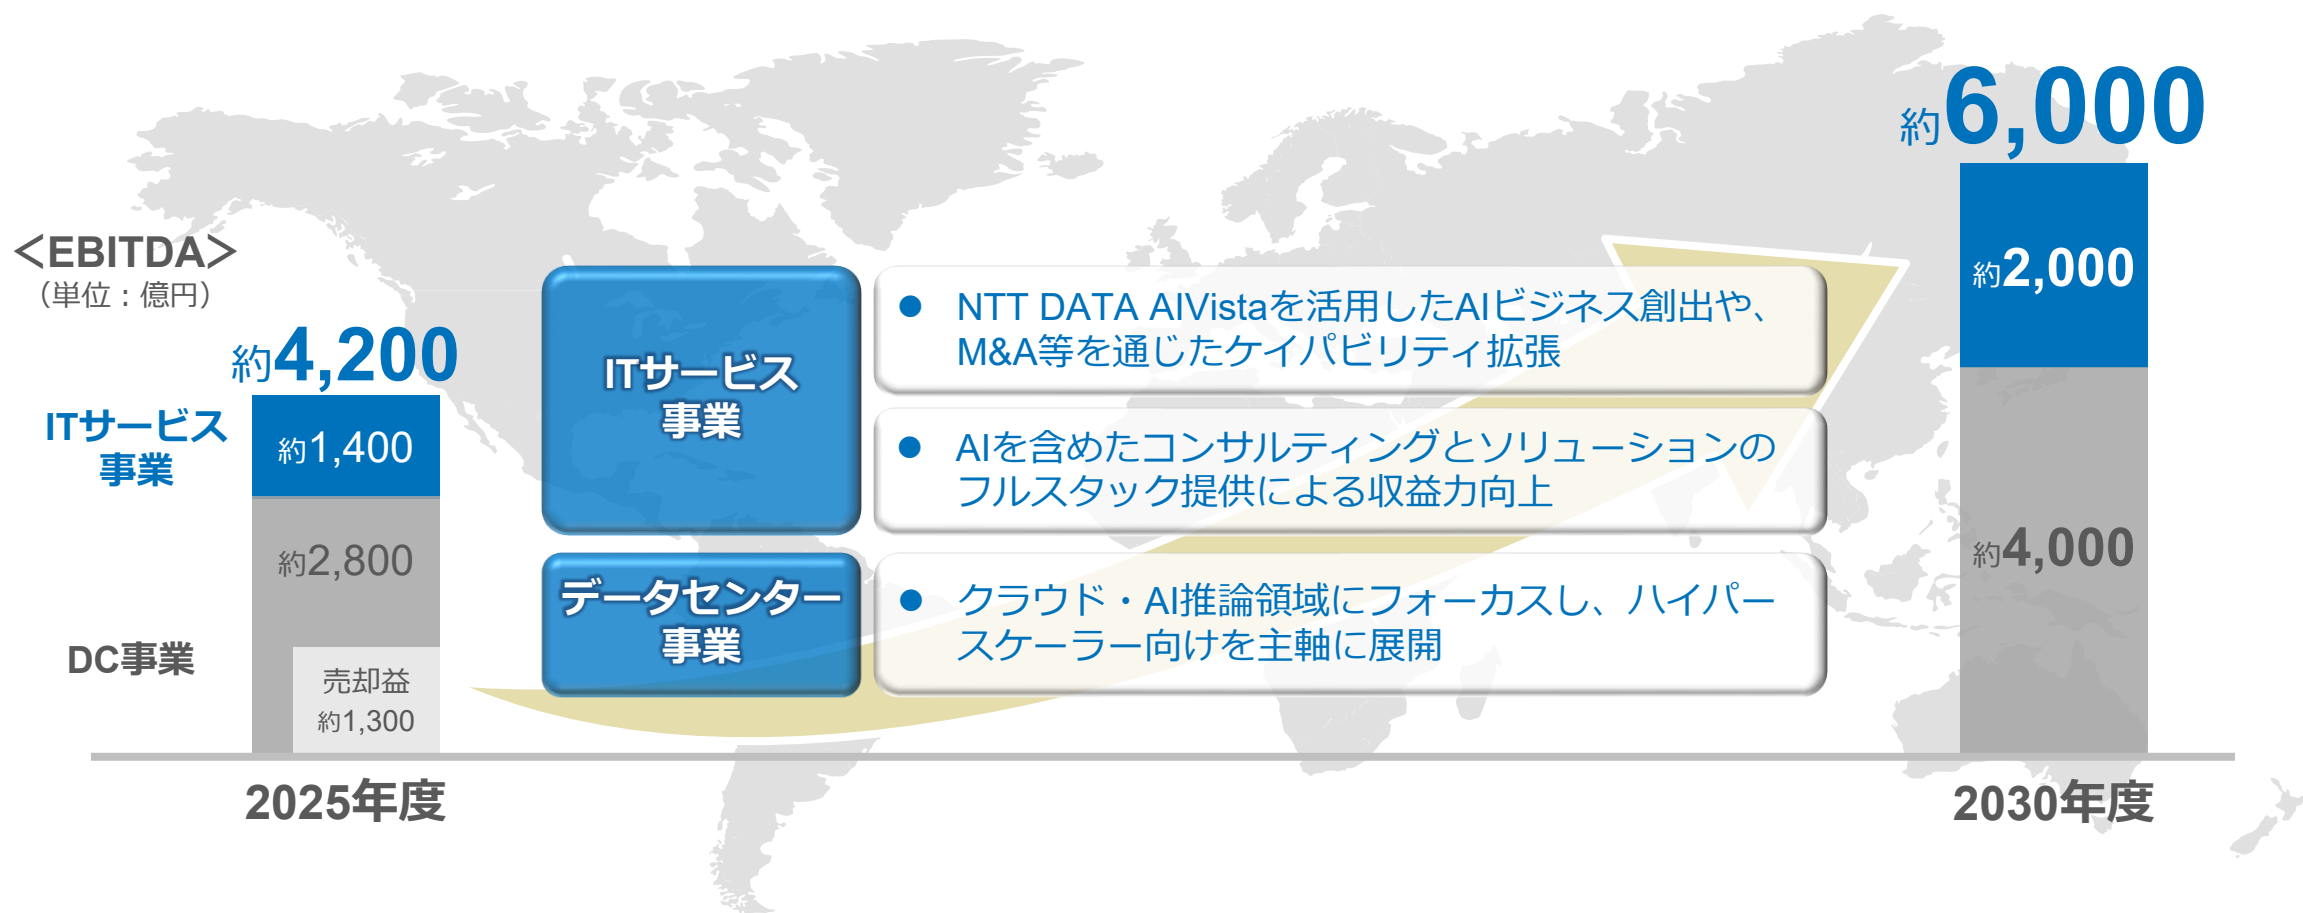 ＜EBITDA＞
（単位：億円）
約4,200
ITサービス
事業
約1,400
約2,800
DC事業
売却益
約1,300
2025年度
ITサービス
事業
● NTT DATA AIVistaを活用したAIビジネス創出や、
M&A等を通じたケイパビリティ拡張
● AIを含めたコンサルティングとソリューションの
フルスタック提供による収益力向上
データセンター
事業
● クラウド・AI推論領域にフォーカスし、ハイパー
スケーラー向けを主軸に展開
約6,000
約2,000
約4,000
2030年度